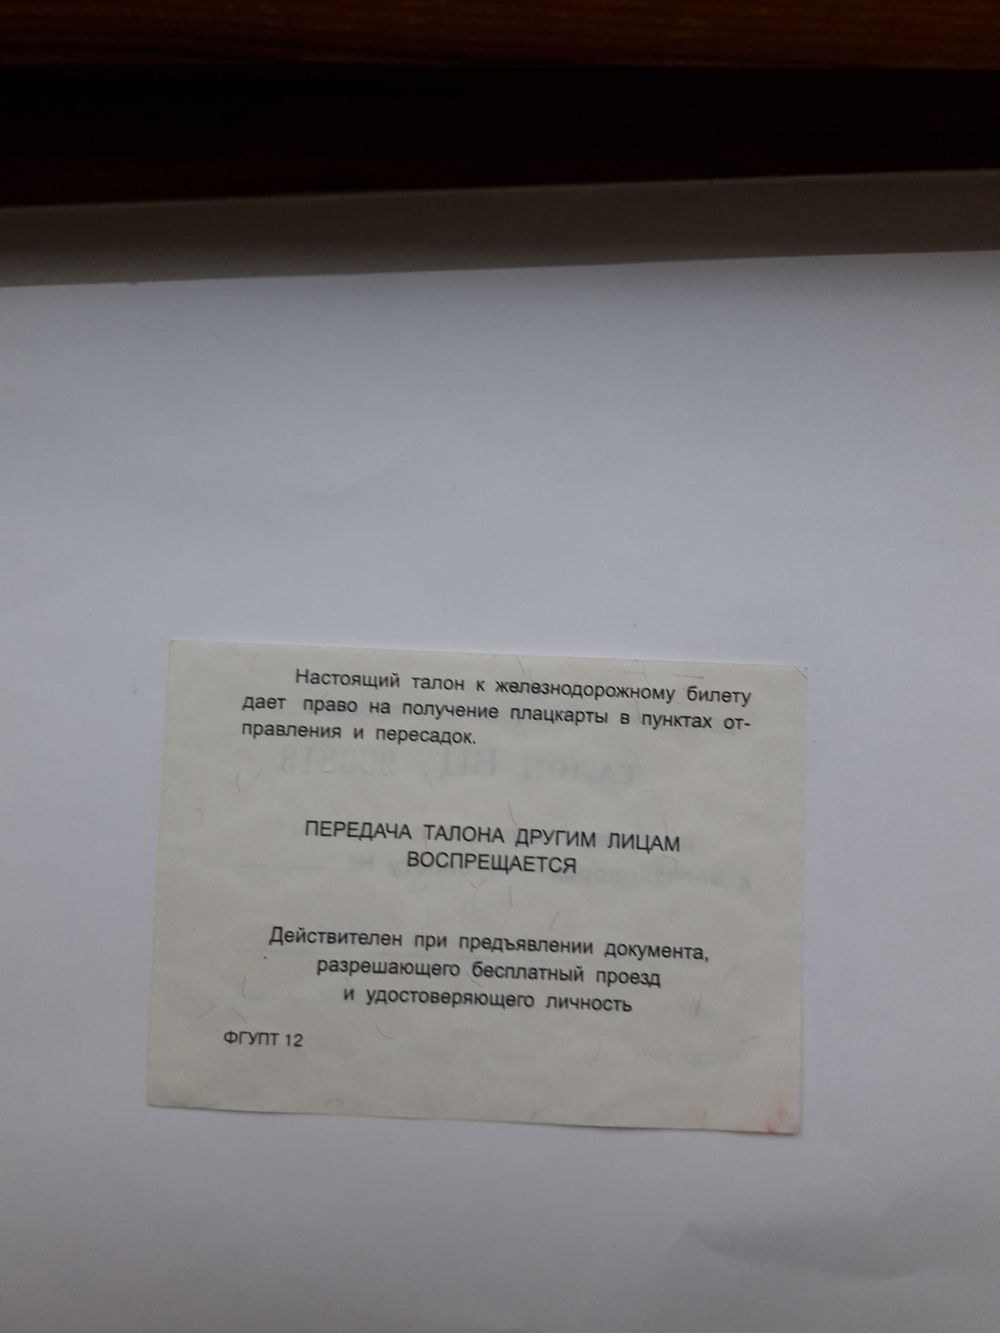 Настоящий талон к железнодорожному билету
дает право на получение плацкарты в пунктах от-
правления и пересадок.
ПЕРЕДАЧА ТАЛОНА ДРУГИМ ЛИЦАМ
ВОСПРЕЩАЕТСЯ
Действителен при предъявлении документа,
разрешающего бесплатный проезд
и удостоверяющего личность
ФГУПТ 12